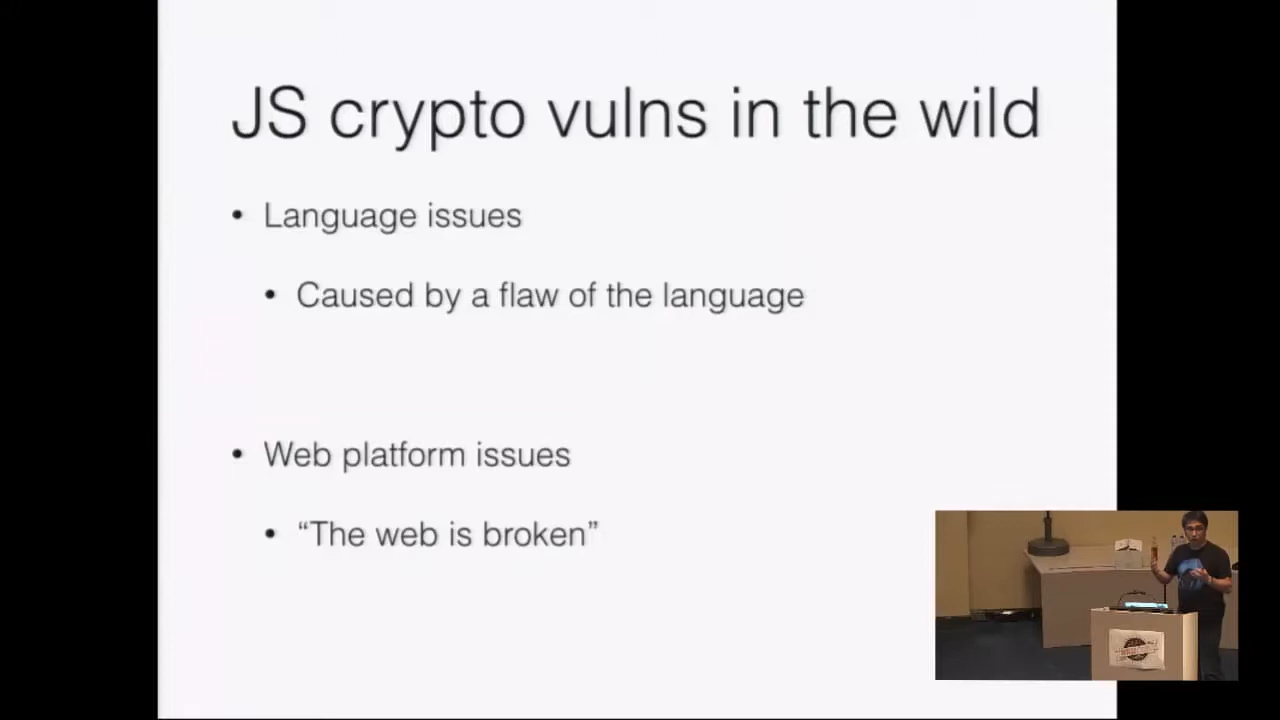 JS crypto vulns in the wild
• Language issues
• Caused by a flaw of the language
• Web platform issues
• “The web is broken”